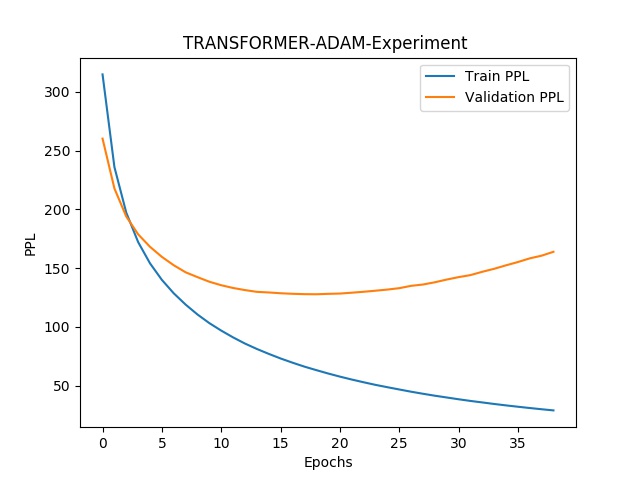 TRANSFORMER-ADAM-Experiment
Train PPL
Validation PPL
300
250
200
150
100
50
PPL
0 5 10 15 20 25 30 35
Epochs